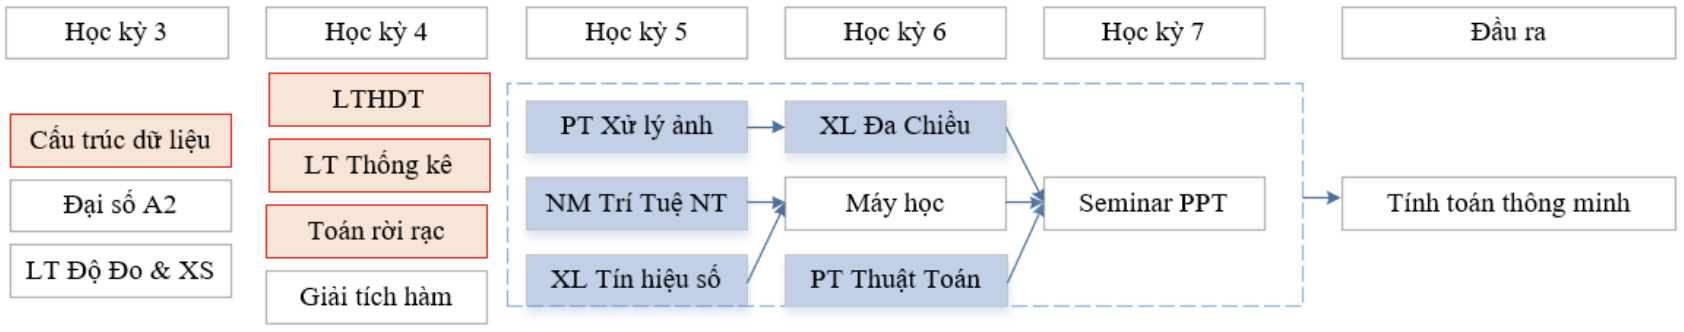 Học kỳ 3
Học kỳ 4
Học kỳ 5
Học kỳ 6
Học kỳ 7
Đầu ra
Cấu trúc dữ liệu
Đại số A2
LT Độ Đo & XS
LTHDT
LT Thống kê
Toán rời rạc
Giải tích hàm
PT Xử lý ảnh
NM Trí Tuệ NT
XL Tín hiệu số
XL Đa Chiều
Máy học
PT Thuật Toán
Seminar PPT
Tính toán thông minh